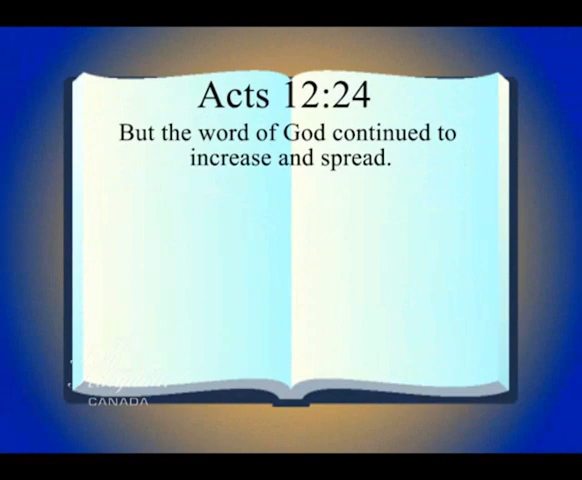 Acts 12:24
But the word of God continued to
increase and spread.
CANADA